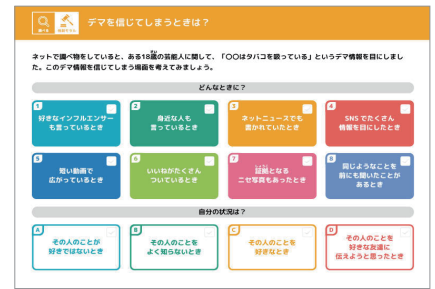 デマを信じてしまうときは？
ネットで調べ物をしていると、ある18歳の芸能人に関して、「〇〇はタバコを吸っている」というデマ情報を目にしまし
た。このデマ情報を信じてしまう場面を考えてみましょう。
どんなときに？
1
好きなインフルエンサー
も言っているとき
2
身近な人も
言っているとき
3
ネットニュースでも
書かれていたとき
4
SNSでたくさん
情報を目にしたとき
5
短い動画で
広がっているとき
6
いいねがたくさん
ついているとき
7
証拠となる
ニセ写真もあったとき
8
同じようなことを
前にも聞いたことが
あるとき
自分の状況は？
A
その人のことが
好きではないとき
B
その人のことを
よく知らないとき
C
その人のことを
好きなとき
D
その人のことを
好きな友達に
伝えようと思ったとき